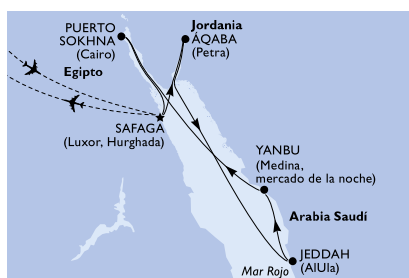 PUERTO
SOKHNA
(Cairo)
Jordania
ÁQABA
(Petra)
Egipto
SAFAGA
(Luxor, Hurghada)
YANBU
(Medina,
mercado de la noche)
Arabia Saudí
JEDDAH
(AlUla)
Mar Rojo